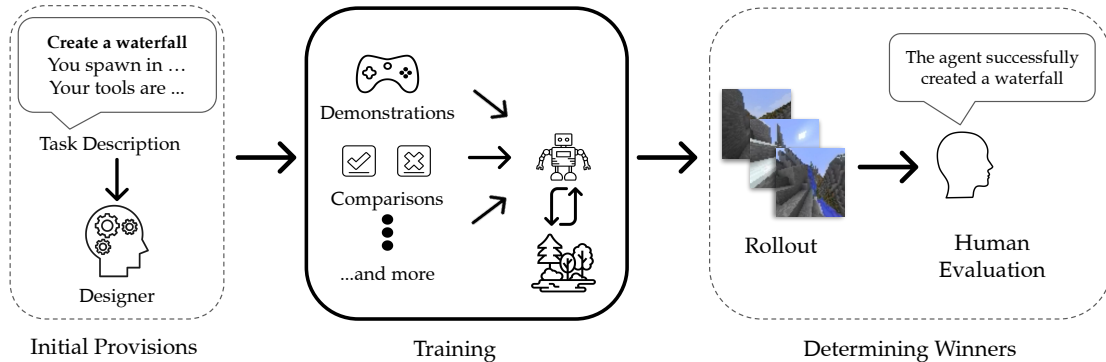 Create a waterfall
You spawn in …
Your tools are ...
Task Description
Designer
Initial Provisions
Demonstrations
Comparisons
...and more
Training
The agent successfully
created a waterfall
Rollout
Human
Evaluation
Determining Winners